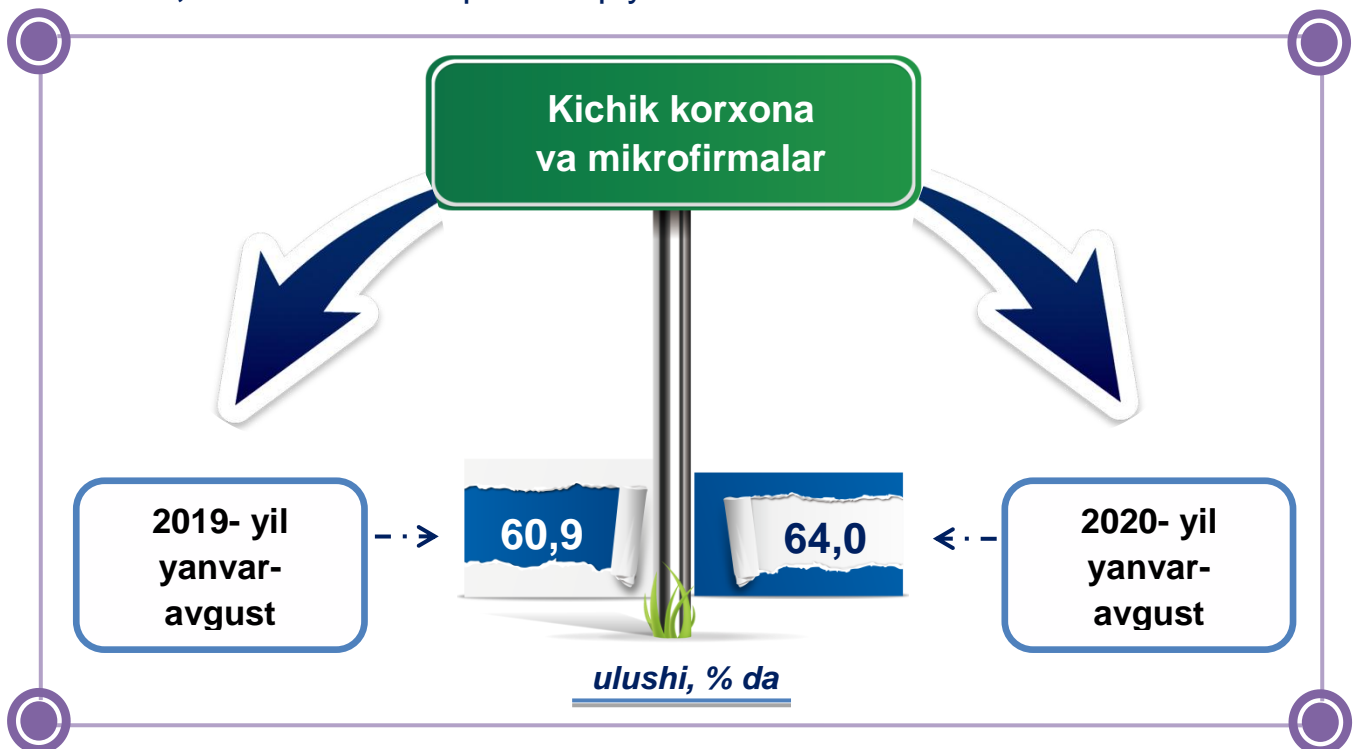 Kichik korxona
va mikrofirmalar
2019- yil
yanvar-
avgust
60,9
64,0
2020- yil
yanvar-
avgust
ulushi, % da